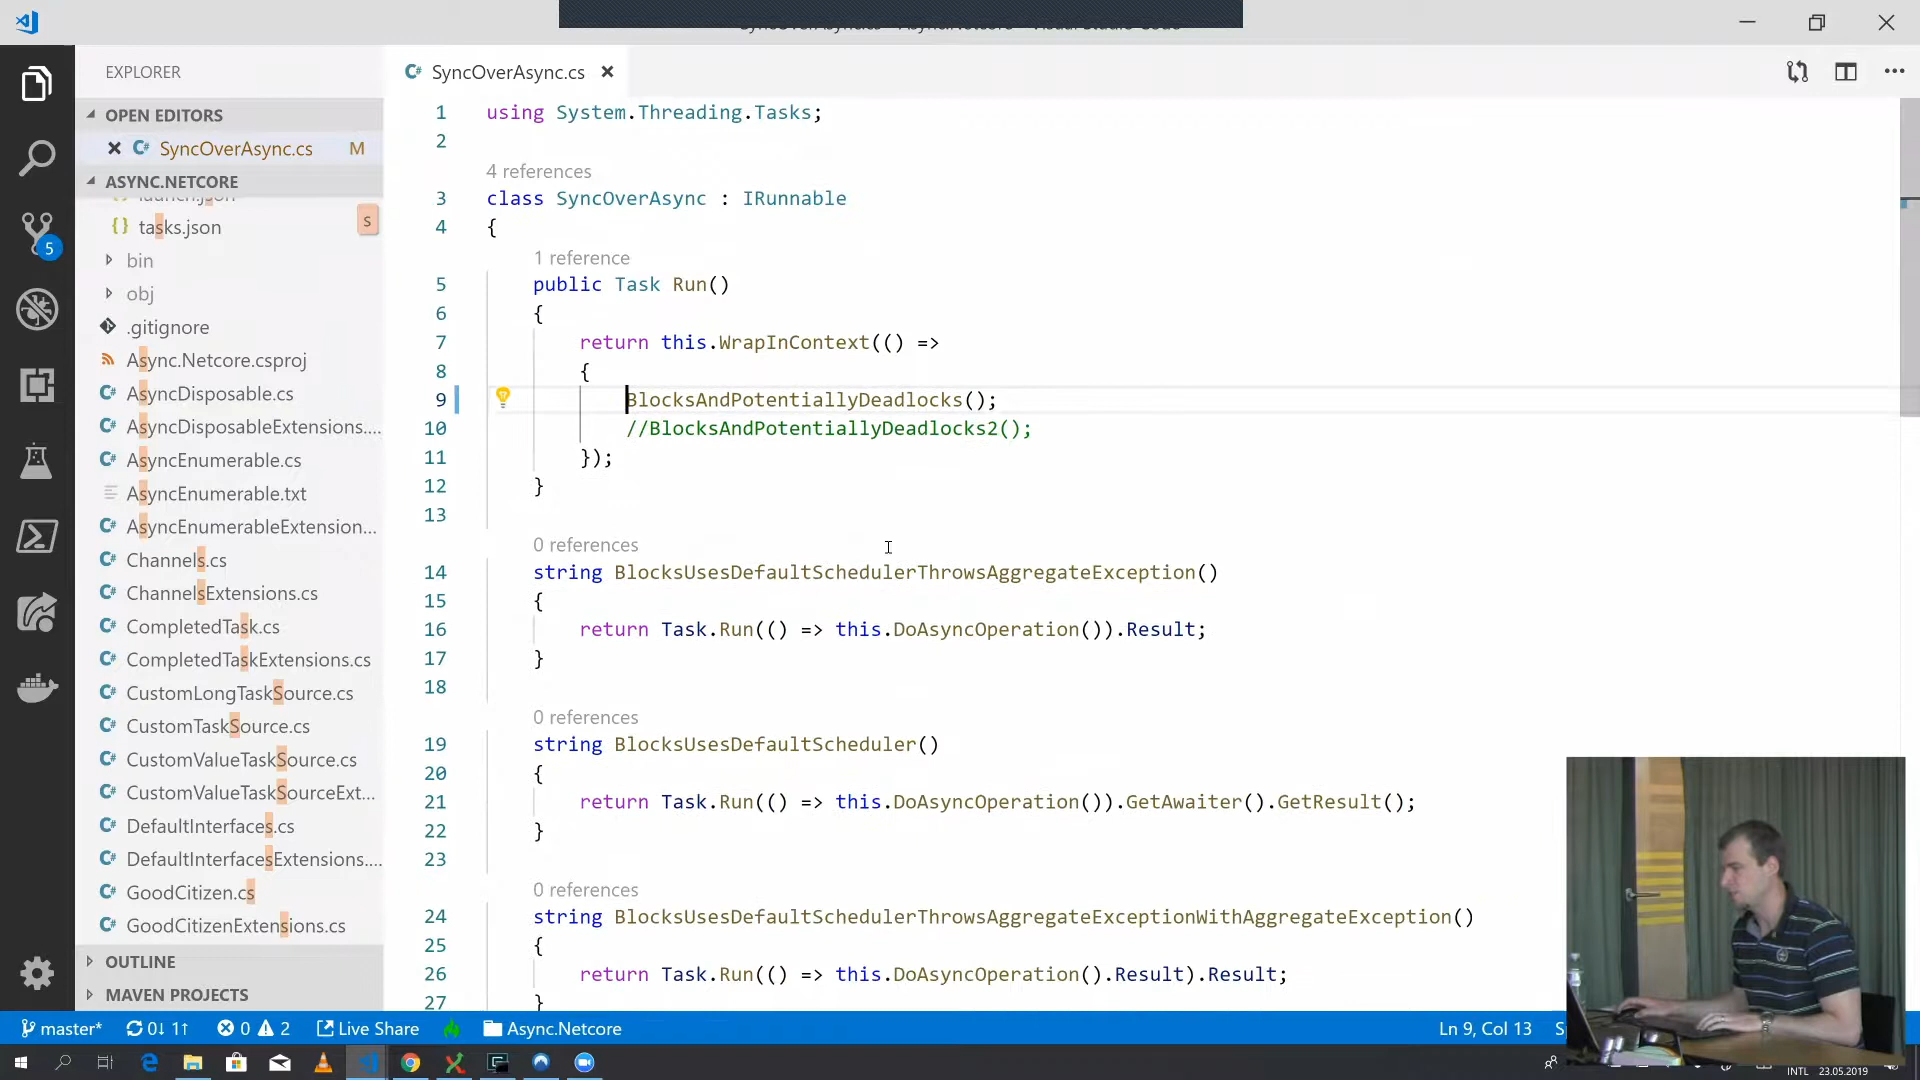 EXPLORER
OPEN EDITORS
SyncOverAsync.cs M
ASYNC.NETCORE
launch.json
{} tasks.json S
bin
obj
.gitignore
Async.Netcore.csproj
AsyncDisposable.cs
AsyncDisposableExtensions....
AsyncEnumerable.cs
AsyncEnumerable.txt
AsyncEnumerableExtension...
Channels.cs
ChannelsExtensions.cs
CompletedTask.cs
CompletedTaskExtensions.cs
CustomLongTaskSource.cs
CustomTaskSource.cs
CustomValueTaskSource.cs
CustomValueTaskSourceExt...
DefaultInterfaces.cs
DefaultInterfacesExtensions....
GoodCitizen.cs
GoodCitizenExtensions.cs
OUTLINE
MAVEN PROJECTS
5
SyncOverAsync.cs
1 using System.Threading.Tasks;
2
4 references
3 class SyncOverAsync : IRunnable
4 {
1 reference
5 public Task Run()
6 {
7 return this.WrapInContext(() =>
8 {
9 BlocksAndPotentiallyDeadlocks();
10 //BlocksAndPotentiallyDeadlocks2();
11 });
12 }
13
0 references
14 string BlocksUsesDefaultSchedulerThrowsAggregateException()
15 {
16 return Task.Run(() => this.DoAsyncOperation()).Result;
17 }
18
0 references
19 string BlocksUsesDefaultScheduler()
20 {
21 return Task.Run(() => this.DoAsyncOperation()).GetAwaiter().GetResult();
22 }
23
0 references
24 string BlocksUsesDefaultSchedulerThrowsAggregateExceptionWithAggregateException()
25 {
26 return Task.Run(() => this.DoAsyncOperation().Result).Result;
27 }
master* 0↓ 1↑ 0 2 Live Share Async.Netcore Ln 9, Col 13 S
INTL 23.05.2019